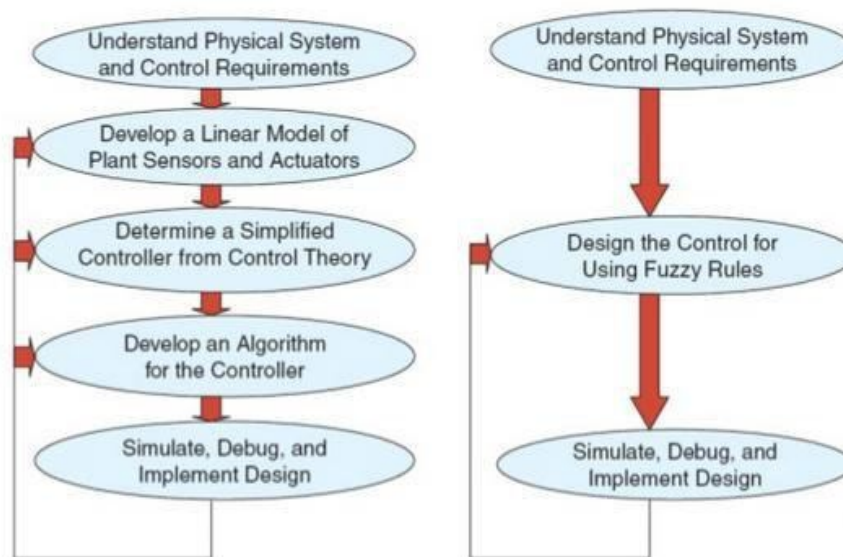 Understand Physical System
and Control Requirements
Develop a Linear Model of
Plant Sensors and Actuators
Determine a Simplified
Controller from Control Theory
Develop an Algorithm
for the Controller
Simulate, Debug, and
Implement Design
Understand Physical System
and Control Requirements
Design the Control for
Using Fuzzy Rules
Simulate, Debug, and
Implement Design